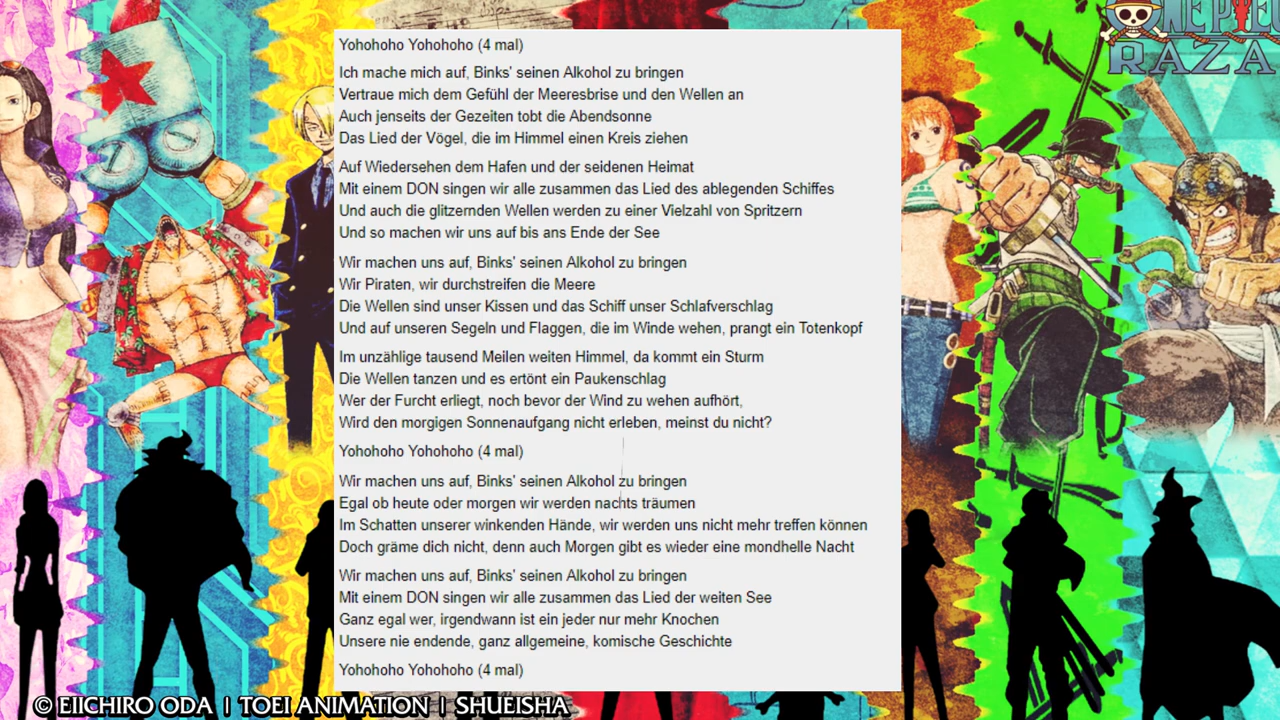 Yohohoho Yohohoho (4 mal)
Ich mache mich auf, Binks' seinen Alkohol zu bringen
Vertraue mich dem Gefühl der Meeresbrise und den Wellen an
Auch jenseits der Gezeiten tobt die Abendsonne
Das Lied der Vögel, die im Himmel einen Kreis ziehen
Auf Wiedersehen dem Hafen und der seidenen Heimat
Mit einem DON singen wir alle zusammen das Lied des ablegenden Schiffes
Und auch die glitzernden Wellen werden zu einer Vielzahl von Spritzern
Und so machen wir uns auf bis ans Ende der See
Wir machen uns auf, Binks' seinen Alkohol zu bringen
Wir Piraten, wir durchstreifen die Meere
Die Wellen sind unser Kissen und das Schiff unser Schlafverschlag
Und auf unseren Segeln und Flaggen, die im Winde wehen, prangt ein Totenkopf
Im unzählige tausend Meilen weiten Himmel, da kommt ein Sturm
Die Wellen tanzen und es ertönt ein Paukenschlag
Wer der Furcht erliegt, noch bevor der Wind zu wehen aufhört,
Wird den morgigen Sonnenaufgang nicht erleben, meinst du nicht?
Yohohoho Yohohoho (4 mal)
Wir machen uns auf, Binks' seinen Alkohol zu bringen
Egal ob heute oder morgen wir werden nachts träumen
Im Schatten unserer winkenden Hände, wir werden uns nicht mehr treffen können
Doch gräme dich nicht, denn auch Morgen gibt es wieder eine mondhelle Nacht
Wir machen uns auf, Binks' seinen Alkohol zu bringen
Mit einem DON singen wir alle zusammen das Lied der weiten See
Ganz egal wer, irgendwann ist ein jeder nur mehr Knochen
Unsere nie endende, ganz allgemeine, komische Geschichte
Yohohoho Yohohoho (4 mal)
ONE PIECE
RAZA
© EIICHIRO ODA | TOEI ANIMATION | SHUEISHA